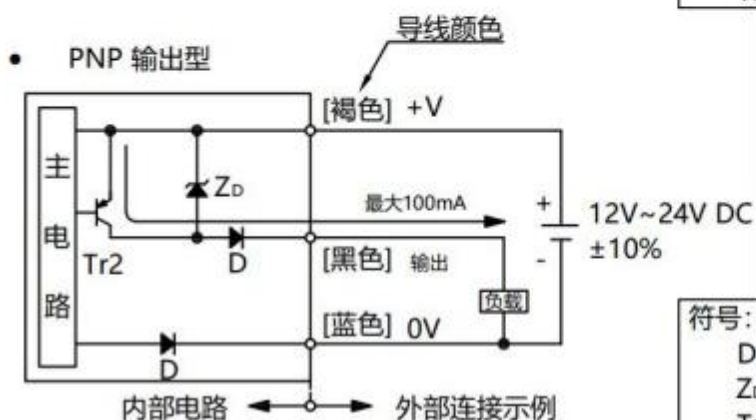 导线颜色
• PNP 输出型
[褐色] +V
主电路
ZD
最大100mA
+
12V~24V DC
±10%
-
Tr2
D
[黑色] 输出
负载
[蓝色] 0V
D
内部电路
外部连接示例
符号:
D